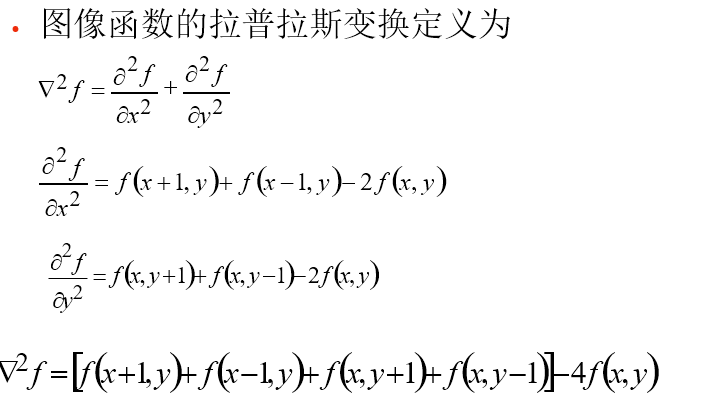 • 图像函数的拉普拉斯变换定义为
∇²f = ∂²f/∂x² + ∂²f/∂y²
∂²f/∂x² = f(x+1, y)+ f(x−1, y)− 2f(x, y)
∂²f/∂y² = f(x, y+1)+ f(x, y−1)−2f(x, y)
∇²f = [f(x+1, y)+ f(x−1, y)+ f(x, y+1)+ f(x, y−1)]−4f(x, y)